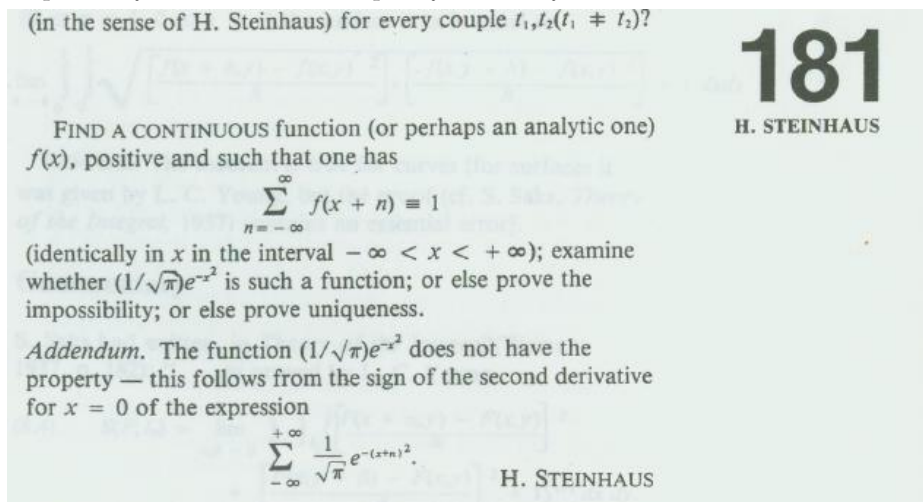 (in the sense of H. Steinhaus) for every couple t₁,t₂(t₁ ≠ t₂)?
181
H. STEINHAUS
FIND A CONTINUOUS function (or perhaps an analytic one)
f(x), positive and such that one has
∞
∑ f(x + n) ≡ 1
n = - ∞
(identically in x in the interval − ∞ < x < + ∞); examine
whether (1/√π)e^{-x²} is such a function; or else prove the
impossibility; or else prove uniqueness.
Addendum. The function (1/√π)e^{-x²} does not have the
property — this follows from the sign of the second derivative
for x = 0 of the expression
+ ∞
∑ 1/√π e^{-(x+n)²}.
- ∞
H. STEINHAUS